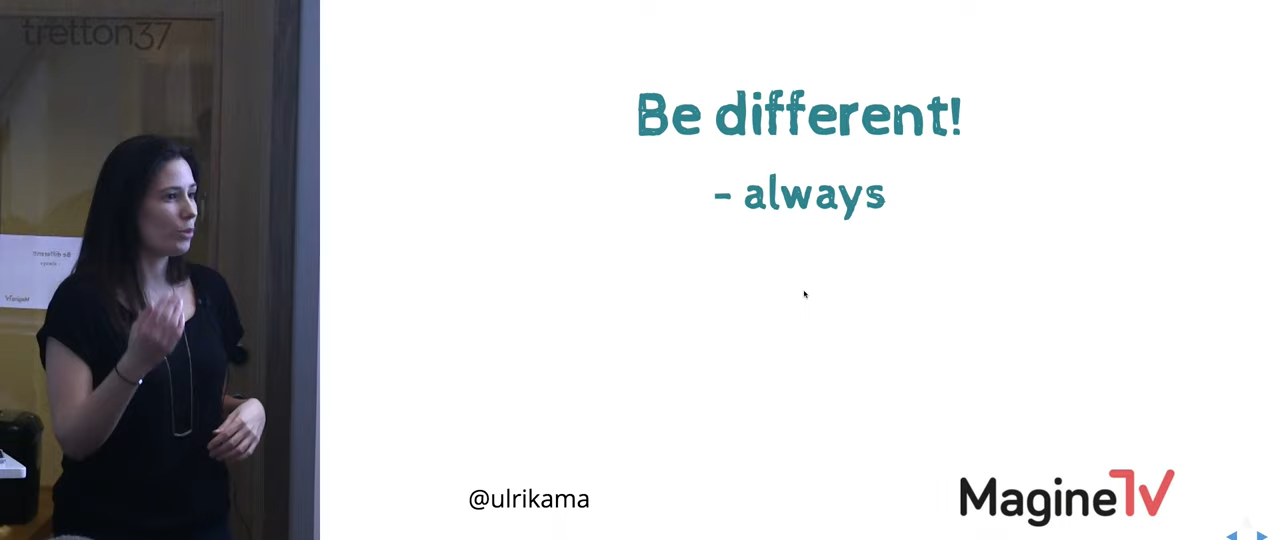 tretton37
Be different!
- always
@ulrikama
MagineTV